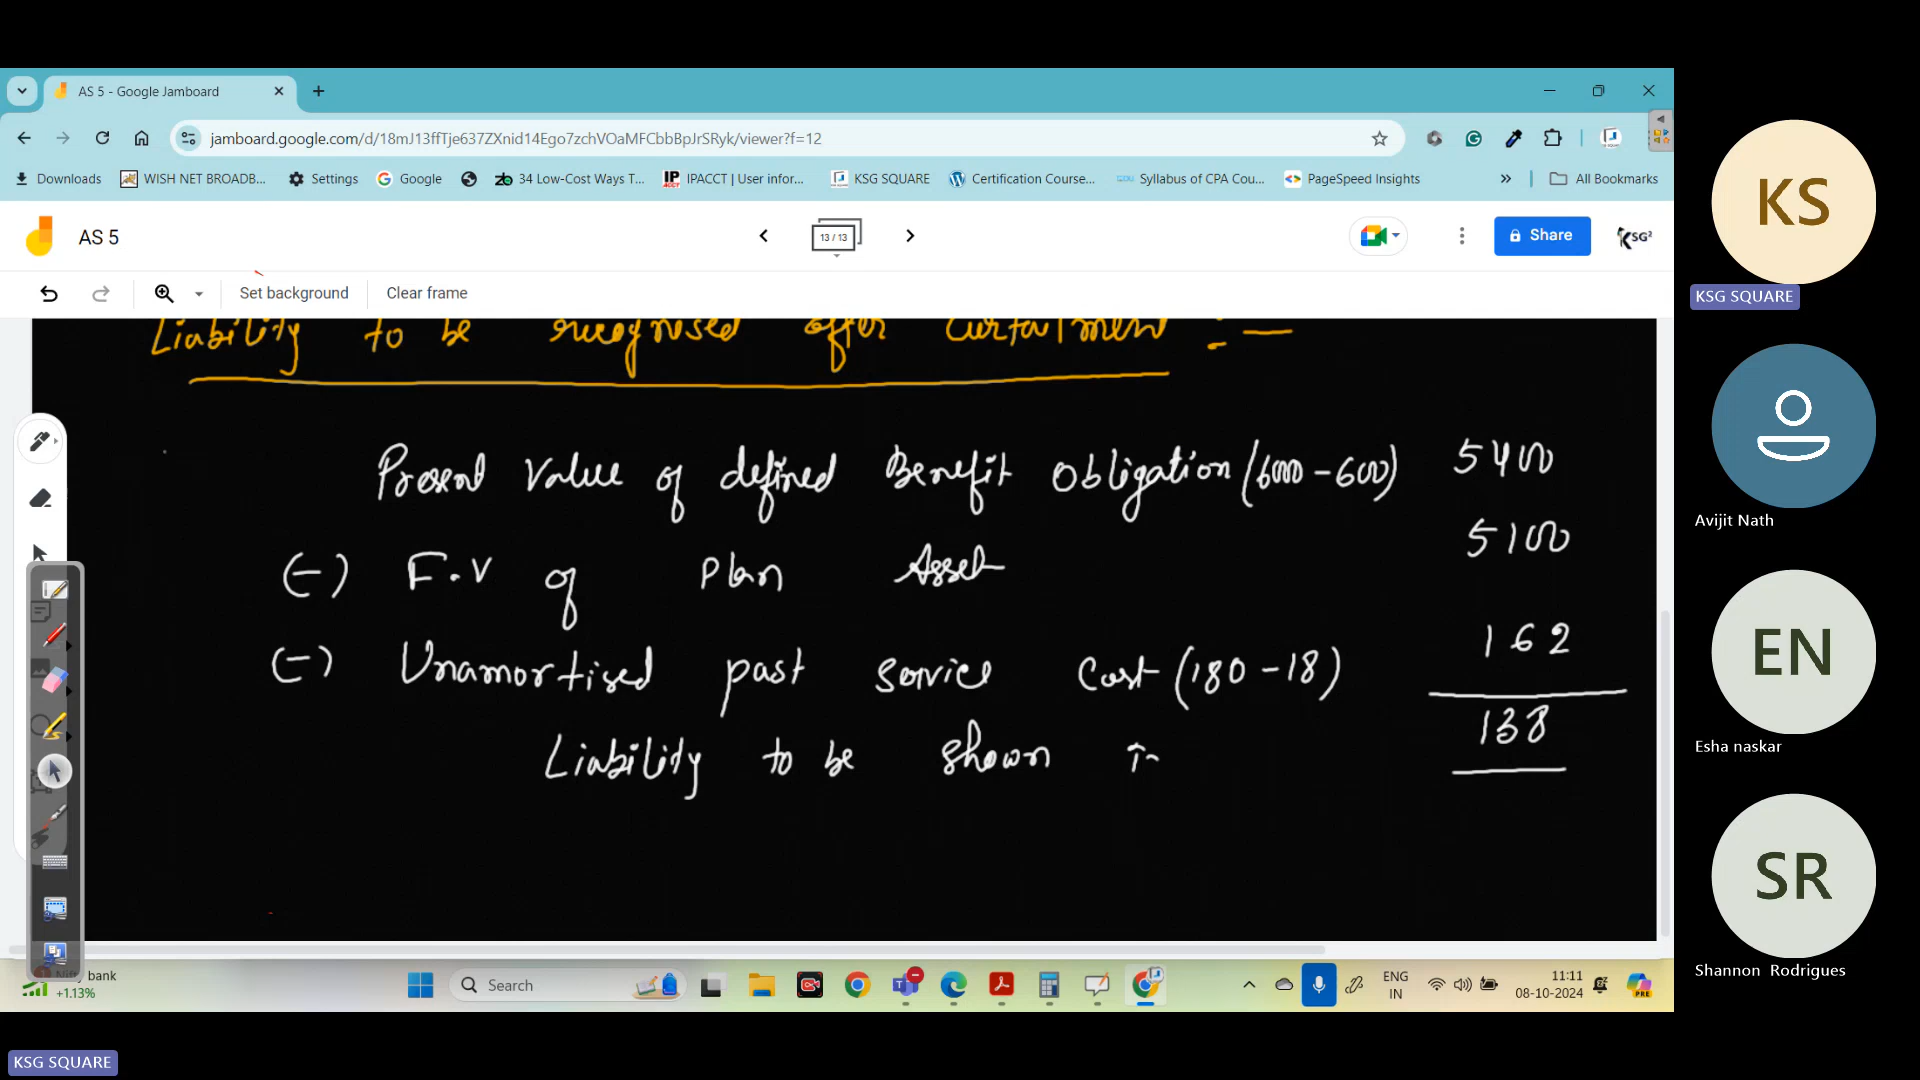 AS 5 - Google Jamboard
jamboard.google.com/d/18mJ13ffTje637ZXnid14Ego7zchVOaMFCbbBpJrSRyk/viewer?f=12
Downloads WISH NET BROADB... Settings Google 34 Low-Cost Ways T... IPACCT | User infor... KSG SQUARE Certification Course... Syllabus of CPA Cou... PageSpeed Insights » All Bookmarks
AS 5
13 / 13
Share
KSG²
Set background Clear frame
Liability to be recognised after curtailment :—
Present Value of defined Benefit Obligation (6000-600) 5400
(-) F.V of Plan Asset 5100
(-) Unamortised past service Cost (180-18) 162
Liability to be shown in 138
Nifty bank
+1.13%
Search
ENG
IN
11:11
08-10-2024
KS
KSG SQUARE
Avijit Nath
EN
Esha naskar
SR
Shannon Rodrigues
KSG SQUARE